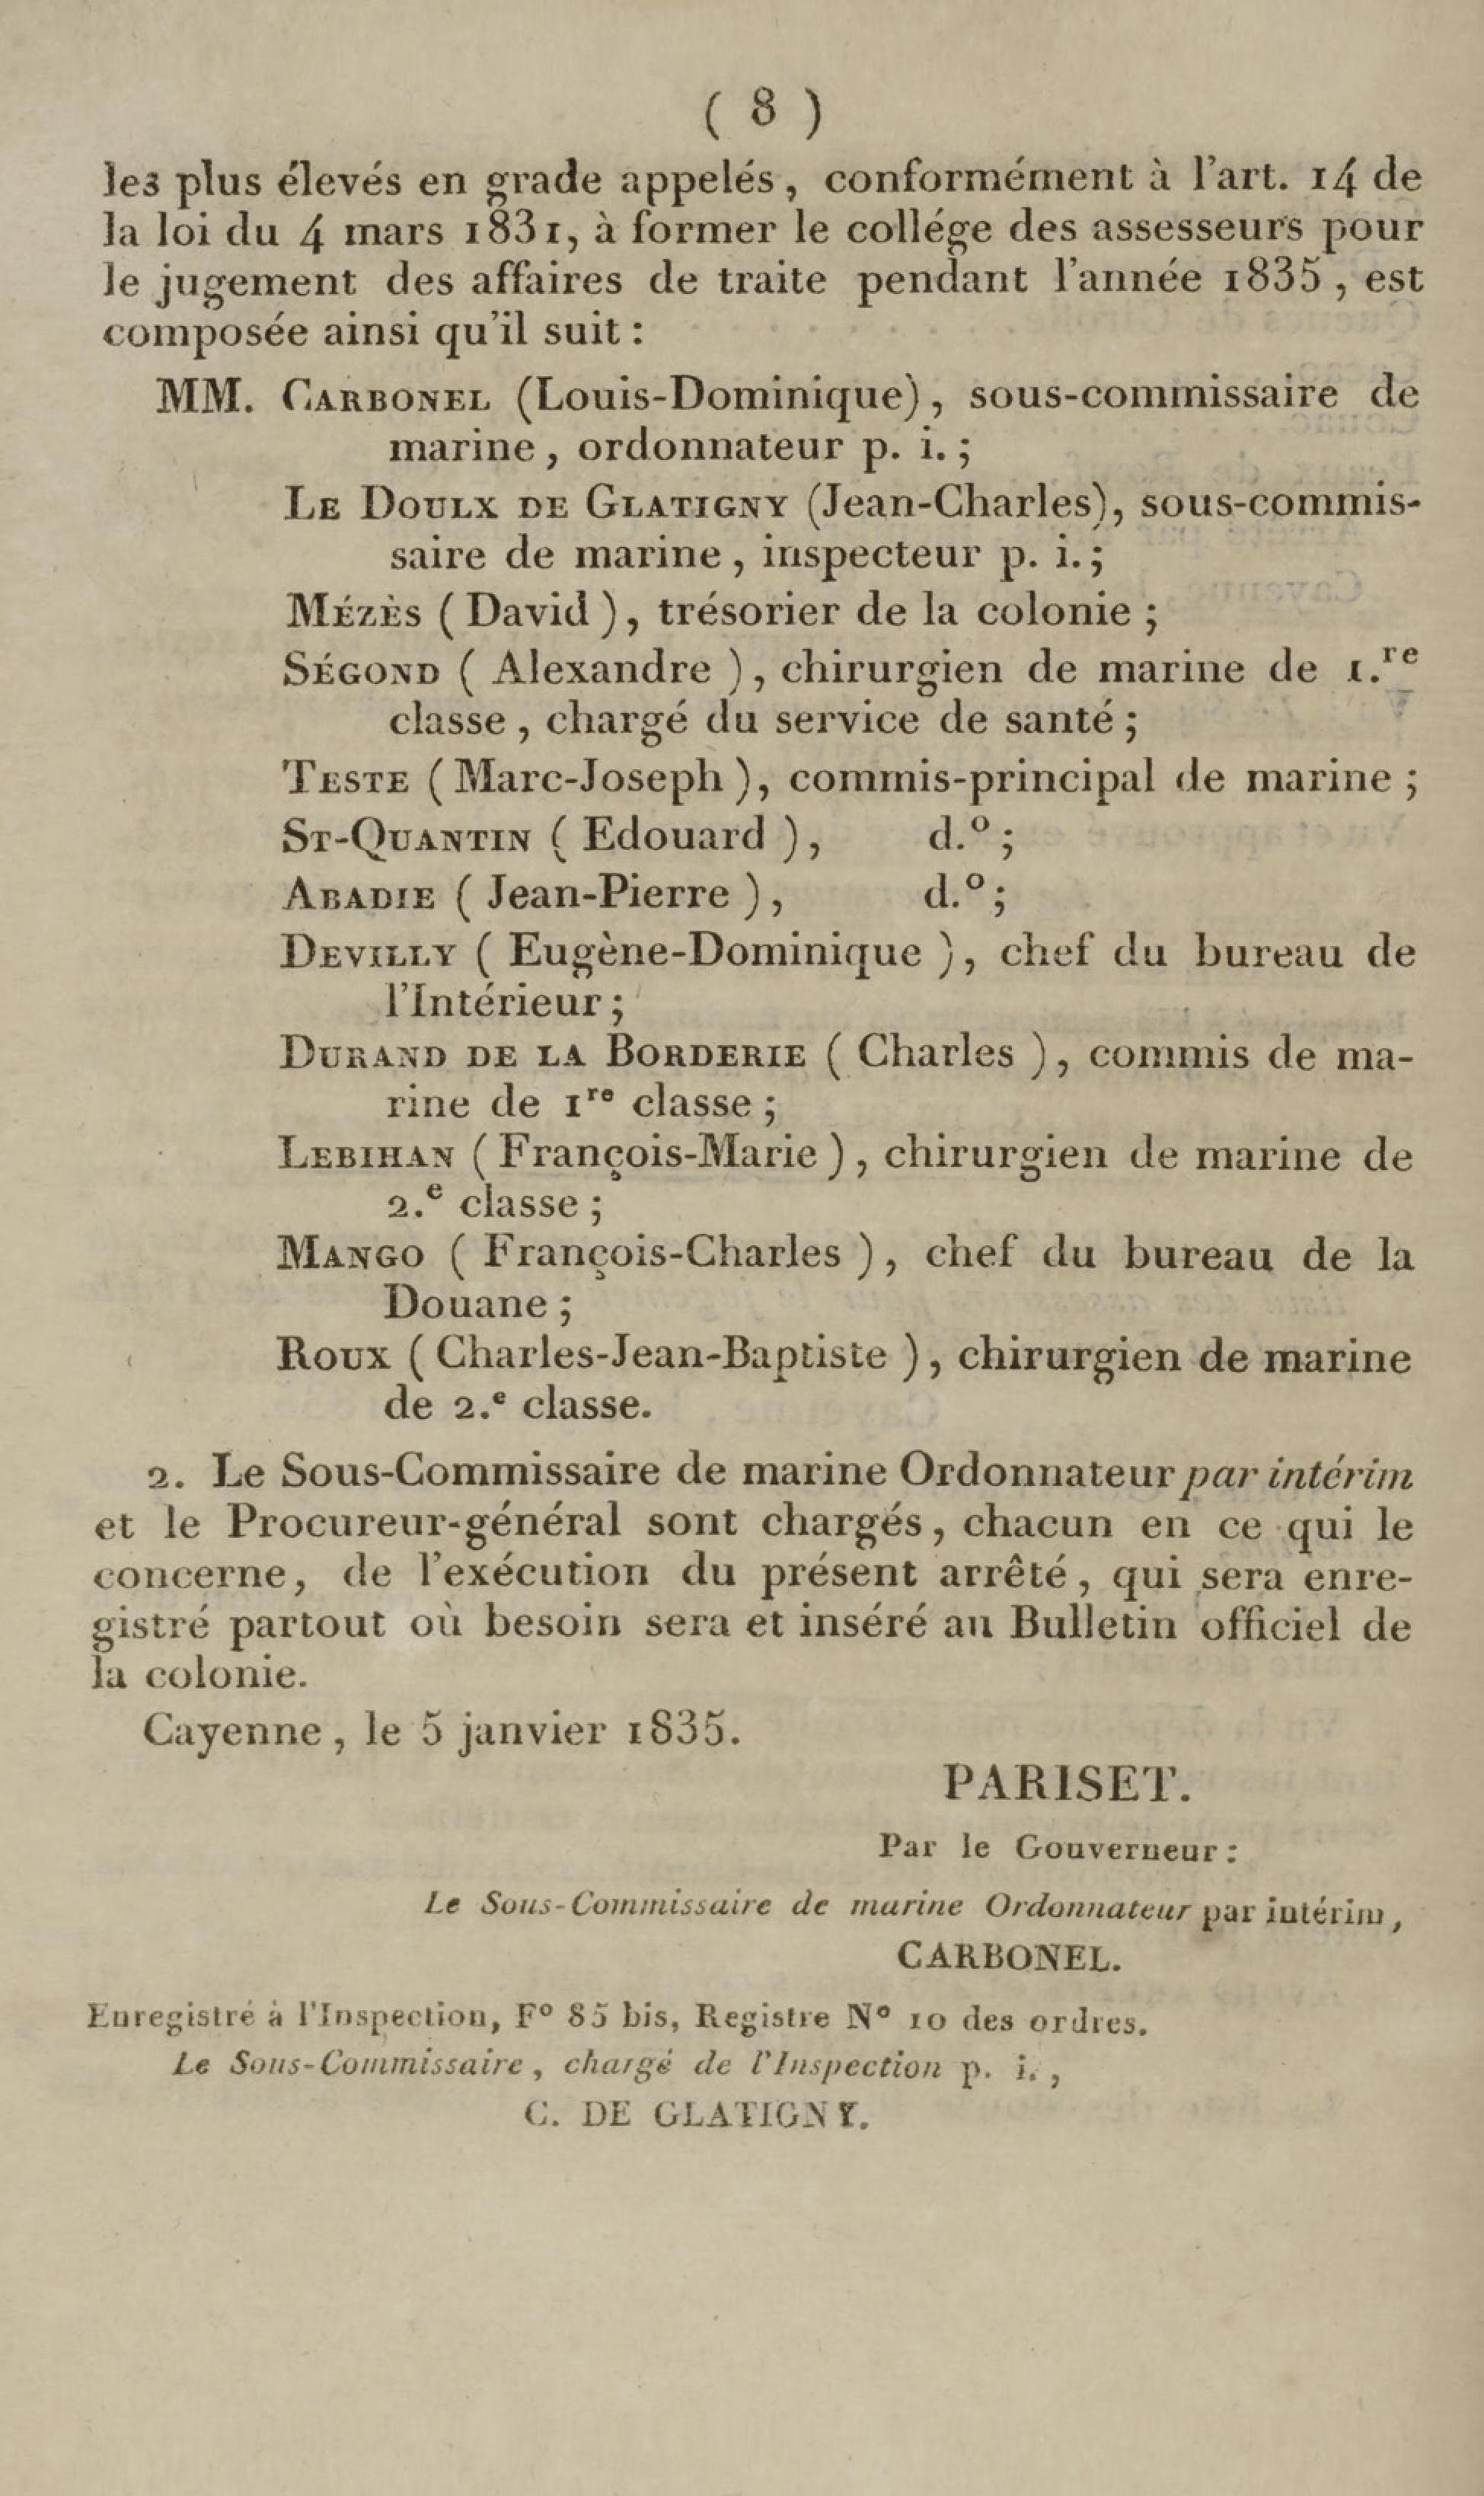 ( 8 )
les plus élevés en grade appelés, conformément à l'art. 14 de
la loi du 4 mars 1831, à former le collége des assesseurs pour
le jugement des affaires de traite pendant l'année 1835, est
composée ainsi qu'il suit :
MM. CARBONEL (Louis-Dominique), sous-commissaire de
marine, ordonnateur p. i. ;
LE DOULX DE GLATIGNY (Jean-Charles), sous-commis-
saire de marine, inspecteur p. i. ;
MÉZÈS ( David ), trésorier de la colonie ;
SÉGOND ( Alexandre ), chirurgien de marine de 1.re
classe, chargé du service de santé ;
TESTE ( Marc-Joseph ), commis-principal de marine ;
ST-QUANTIN ( Edouard ), d.o ;
ABADIE ( Jean-Pierre ), d.o ;
DEVILLY ( Eugène-Dominique ), chef du bureau de
l'Intérieur ;
DURAND DE LA BORDERIE ( Charles ), commis de ma-
rine de 1re classe ;
LEBIHAN ( François-Marie ), chirurgien de marine de
2.e classe ;
MANGO ( François-Charles ), chef du bureau de la
Douane ;
ROUX ( Charles-Jean-Baptiste ), chirurgien de marine
de 2.e classe.
2. Le Sous-Commissaire de marine Ordonnateur par intérim
et le Procureur-général sont chargés, chacun en ce qui le
concerne, de l'exécution du présent arrêté, qui sera enre-
gistré partout où besoin sera et inséré au Bulletin officiel de
la colonie.
Cayenne, le 5 janvier 1835.
PARISET.
Par le Gouverneur :
Le Sous-Commissaire de marine Ordonnateur par intérim,
CARBONEL.
Enregistré à l'Inspection, F° 85 bis, Registre N° 10 des ordres.
Le Sous-Commissaire, chargé de l'Inspection p. i.,
C. DE GLATIGNY.